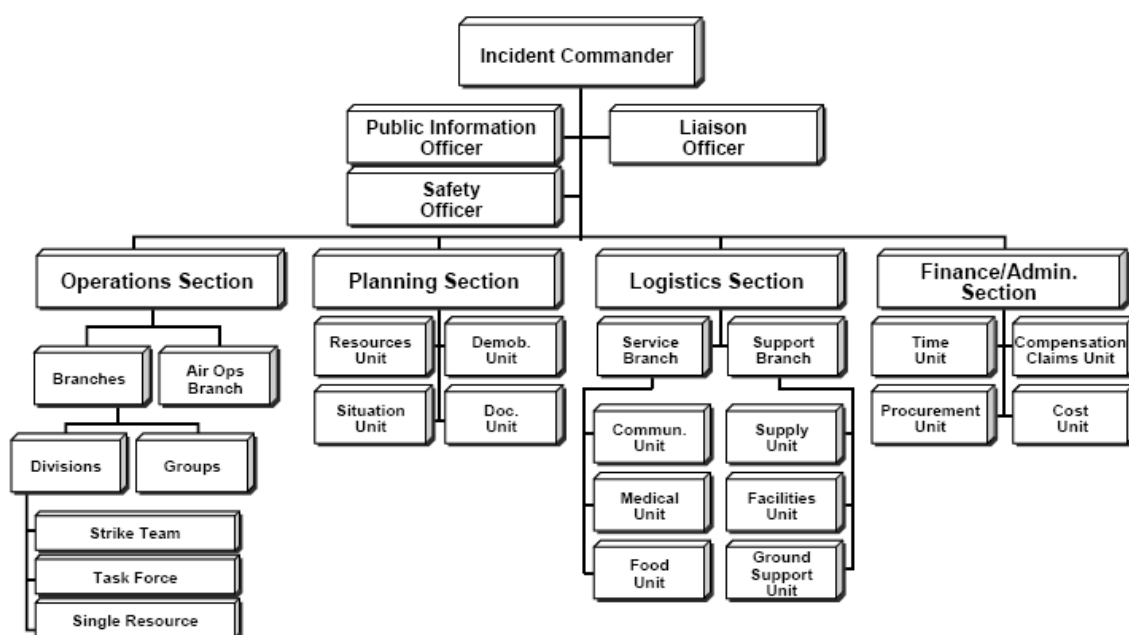 Incident Commander
Public Information
Officer
Liaison
Officer
Safety
Officer
Operations Section
Planning Section
Logistics Section
Finance/Admin.
Section
Branches
Air Ops
Branch
Divisions
Groups
Strike Team
Task Force
Single Resource
Resources
Unit
Demob.
Unit
Situation
Unit
Doc.
Unit
Service
Branch
Support
Branch
Commun.
Unit
Supply
Unit
Medical
Unit
Facilities
Unit
Food
Unit
Ground
Support
Unit
Time
Unit
Compensation
Claims Unit
Procurement
Unit
Cost
Unit